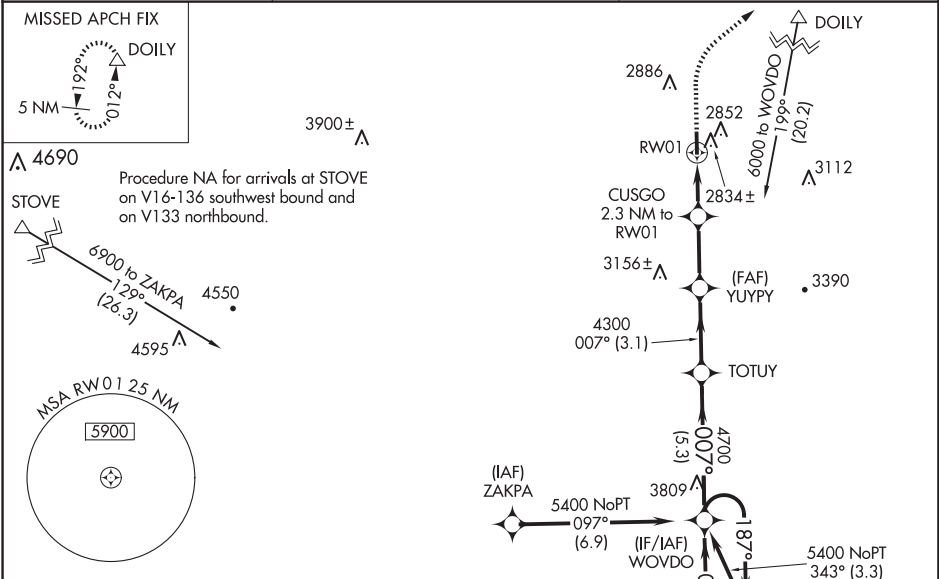 MISSED APCH FIX
DOILY
192°
012°
5 NM
4690
3900±
Procedure NA for arrivals at STOVE
on V16-136 southwest bound and
on V133 northbound.
STOVE
6900 to ZAKPA
129°
(26.3)
4550
4595
MSA RW01 25 NM
5900
DOILY
6000 to WOVDO
199°
(20.2)
2886
2852
RW01
2834±
3112
CUSGO
2.3 NM to
RW01
3156±
(FAF)
YUYPY
3390
4300
007° (3.1)
TOTUY
4700
007°
(5.3)
3809
(IAF)
ZAKPA
5400 NoPT
097°
(6.9)
(IF/IAF)
WOVDO
187°
5400 NoPT
343° (3.3)